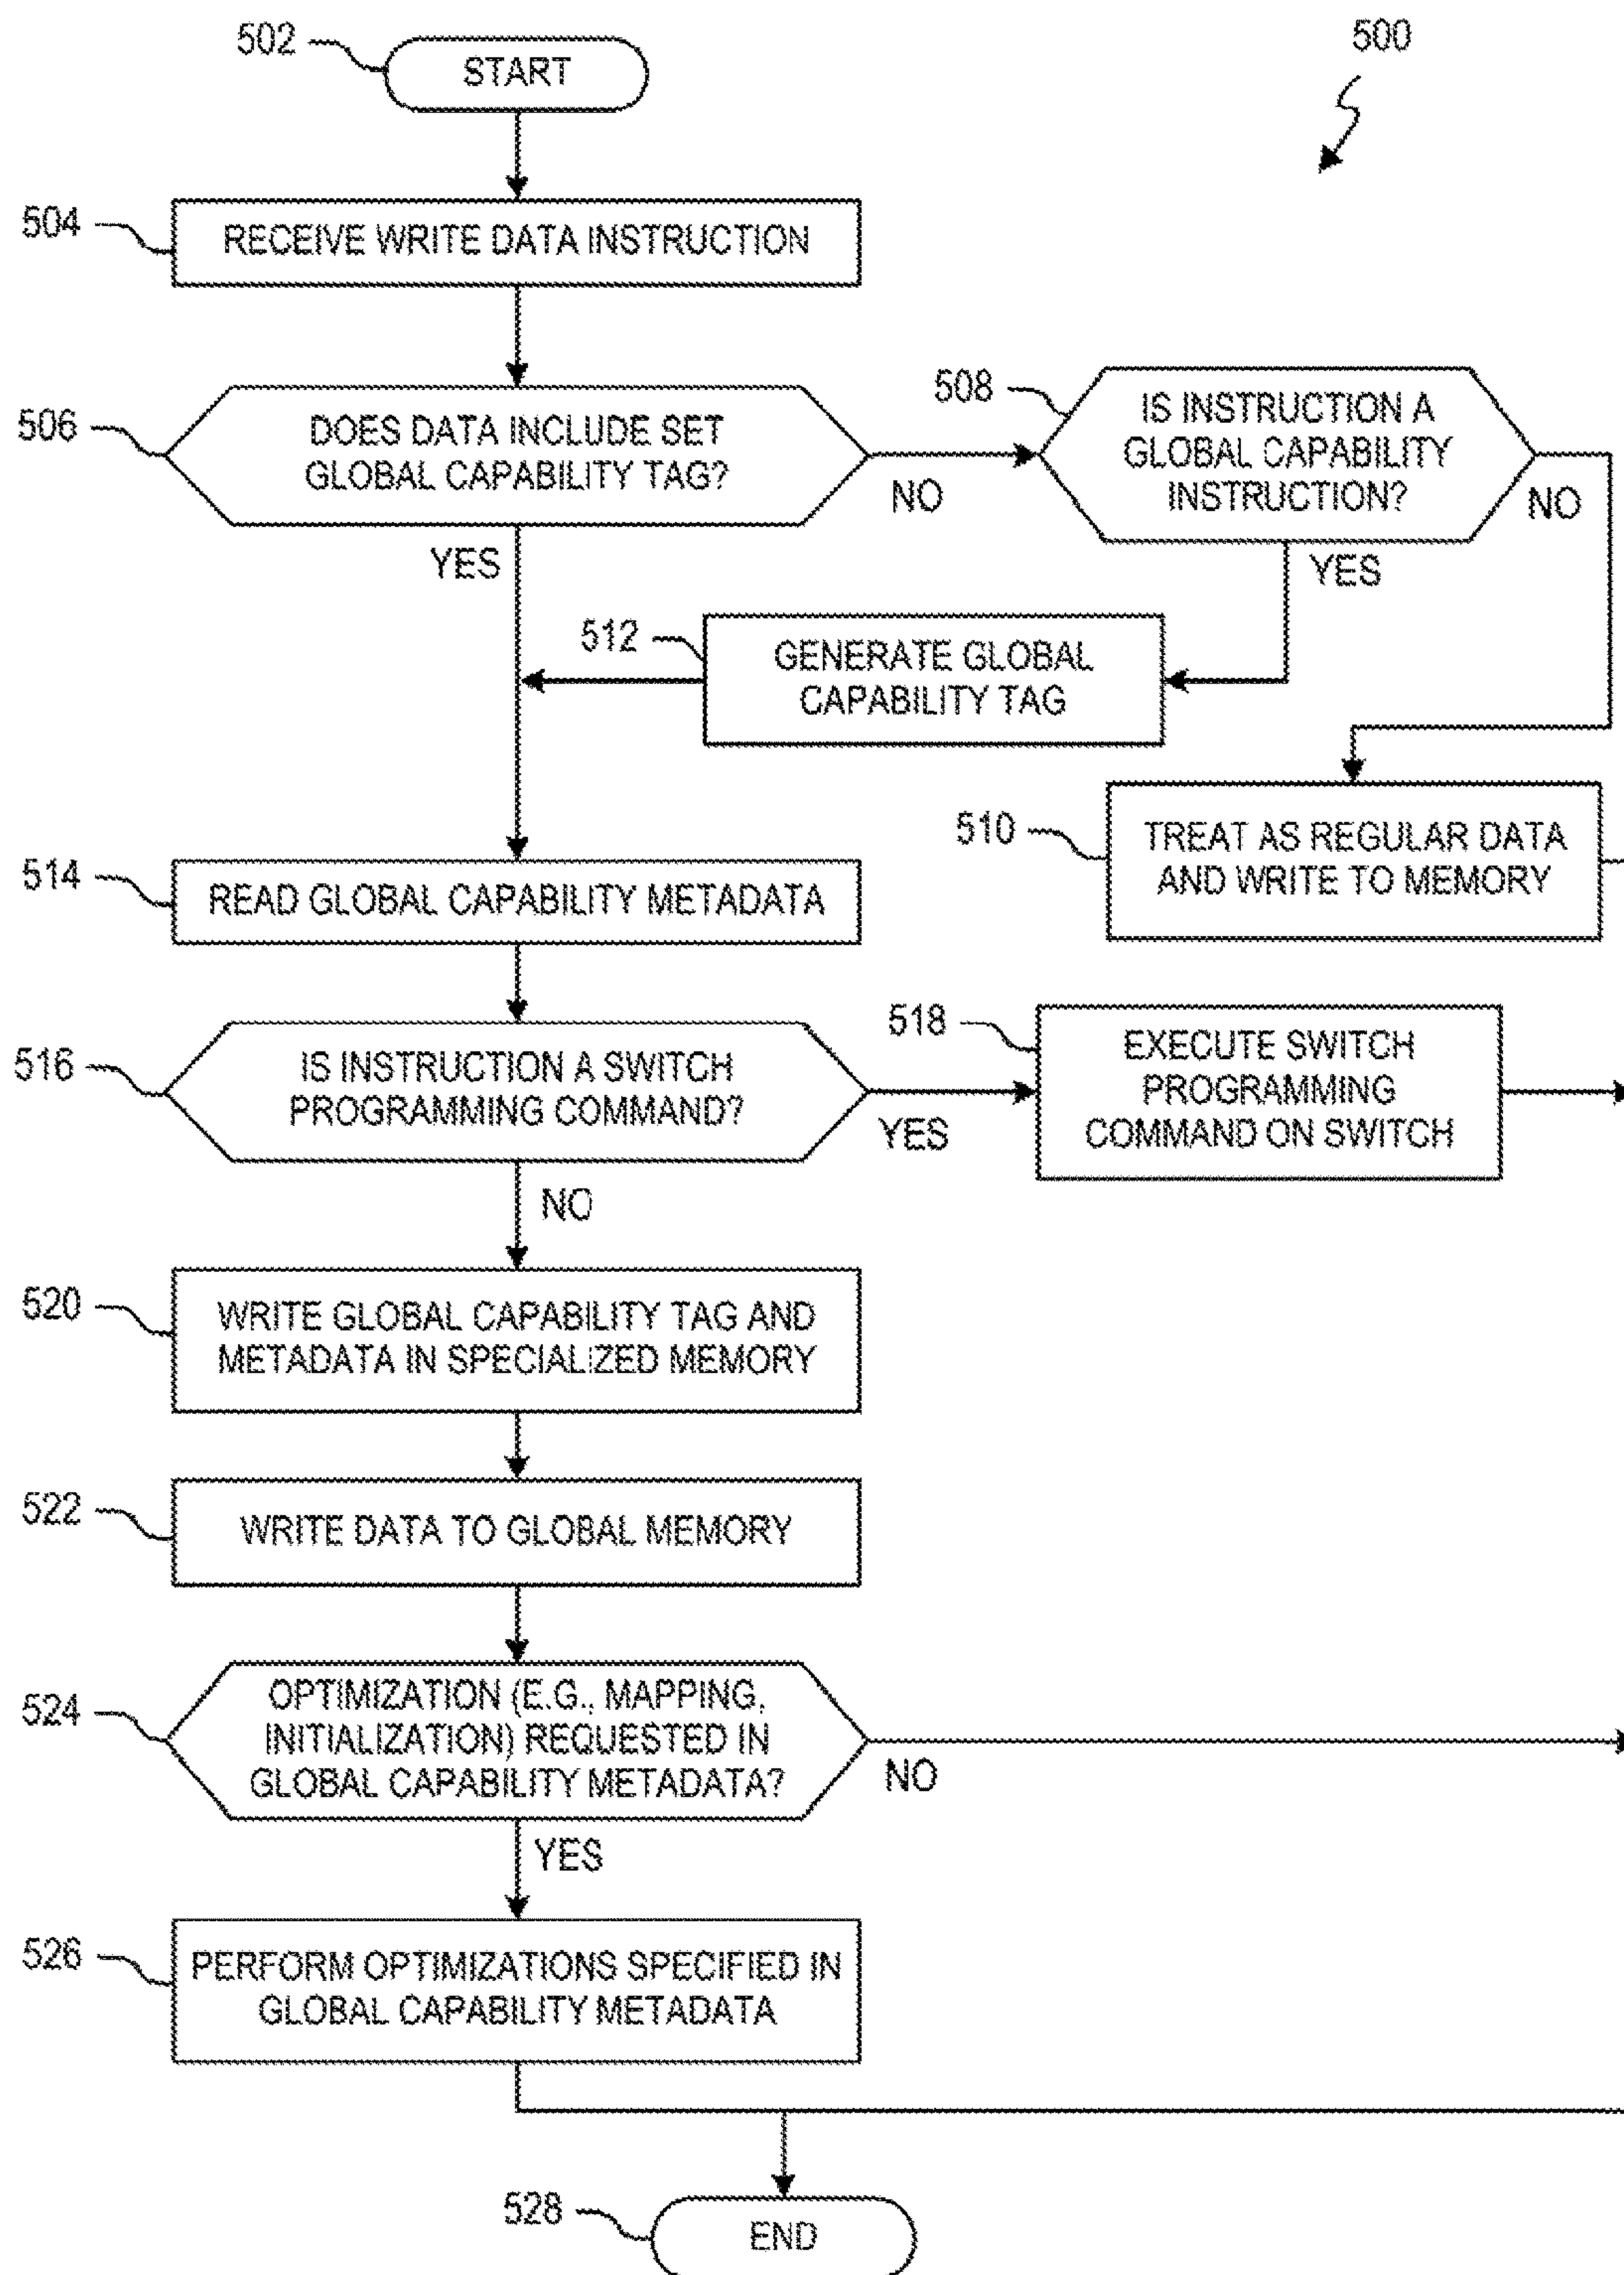 500
502
START
504
RECEIVE WRITE DATA INSTRUCTION
506
DOES DATA INCLUDE SET
GLOBAL CAPABILITY TAG?
NO
YES
508
IS INSTRUCTION A
GLOBAL CAPABILITY
INSTRUCTION?
NO
YES
512
GENERATE GLOBAL
CAPABILITY TAG
510
TREAT AS REGULAR DATA
AND WRITE TO MEMORY
514
READ GLOBAL CAPABILITY METADATA
516
IS INSTRUCTION A SWITCH
PROGRAMMING COMMAND?
YES
NO
518
EXECUTE SWITCH
PROGRAMMING
COMMAND ON SWITCH
520
WRITE GLOBAL CAPABILITY TAG AND
METADATA IN SPECIALIZED MEMORY
522
WRITE DATA TO GLOBAL MEMORY
524
OPTIMIZATION (E.G., MAPPING,
INITIALIZATION) REQUESTED IN
GLOBAL CAPABILITY METADATA?
NO
YES
526
PERFORM OPTIMIZATIONS SPECIFIED IN
GLOBAL CAPABILITY METADATA
528
END